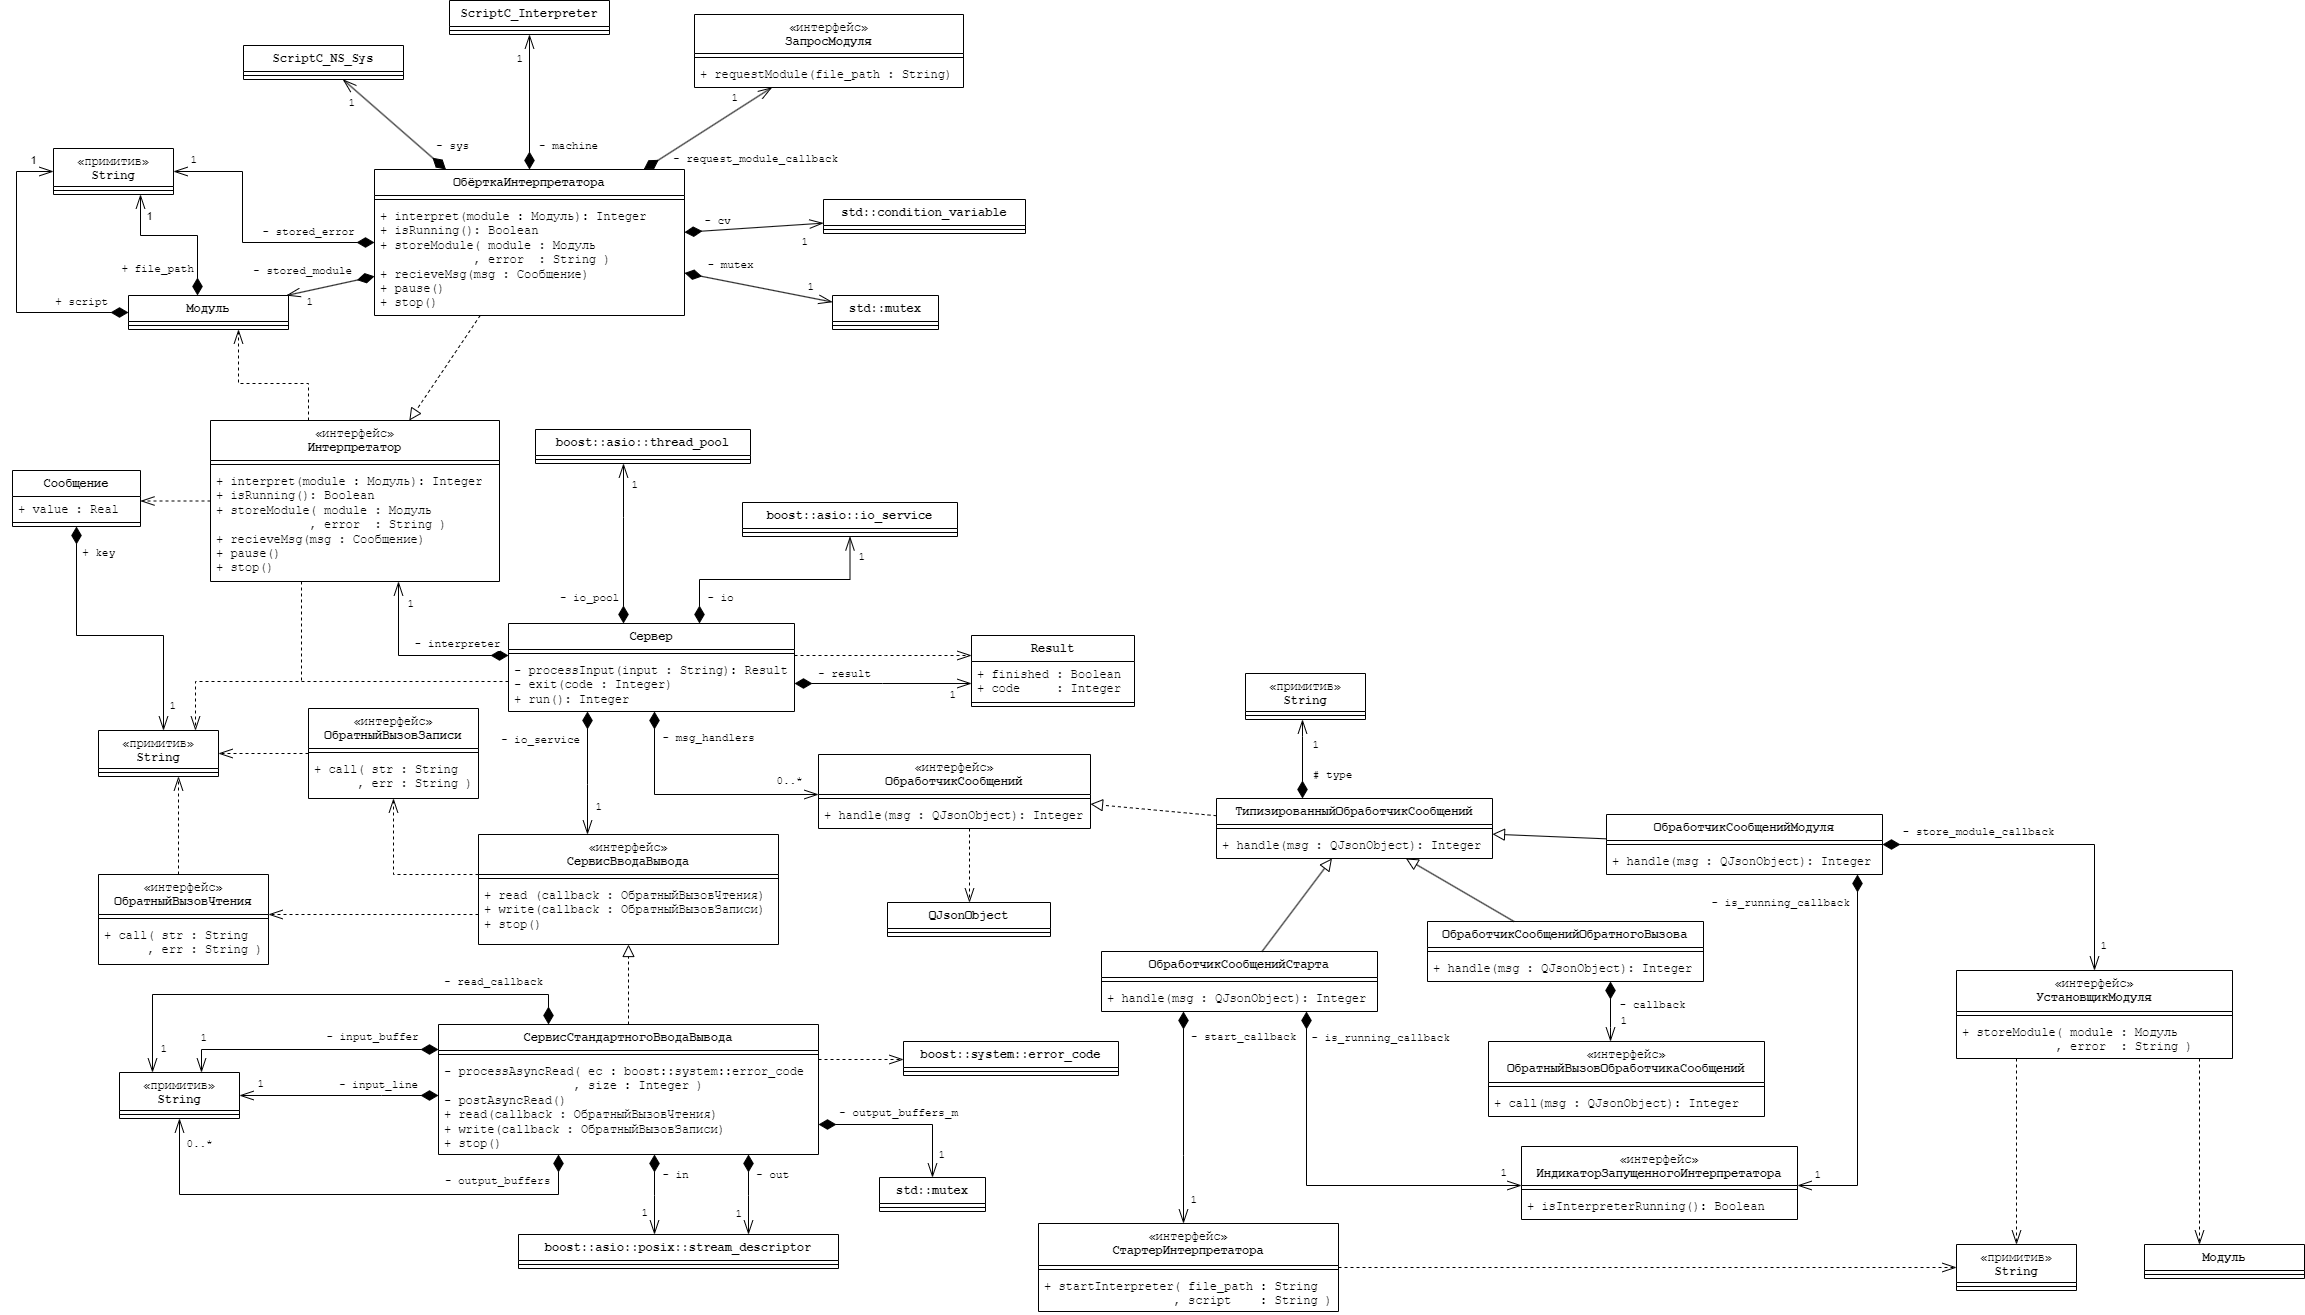 ScriptC_Interpreter
1
«интерфейс»
ЗапросМодуля
+ requestModule(file_path : String)
1
ScriptC_NS_Sys
1
- sys
- machine
- request_module_callback
«примитив»
String
1
1
1
ОбёрткаИнтерпретатора
+ interpret(module : Модуль): Integer
+ isRunning(): Boolean
+ storeModule( module : Модуль
, error  : String )
+ recieveMsg(msg : Сообщение)
+ pause()
+ stop()
- cv
1
std::condition_variable
- mutex
1
std::mutex
- stored_error
- stored_module
1
+ file_path
+ script
Модуль
«интерфейс»
Интерпретатор
+ interpret(module : Модуль): Integer
+ isRunning(): Boolean
+ storeModule( module : Модуль
, error  : String )
+ recieveMsg(msg : Сообщение)
+ pause()
+ stop()
Сообщение
+ value : Real
+ key
1
boost::asio::thread_pool
1
- io_pool
boost::asio::io_service
1
- io
1
- interpreter
Сервер
- processInput(input : String): Result
- exit(code : Integer)
+ run(): Integer
Result
+ finished : Boolean
+ code     : Integer
- result
1
- io_service
1
- msg_handlers
0..*
«примитив»
String
«интерфейс»
ОбратныйВызовЗаписи
+ call( str : String
, err : String )
«интерфейс»
ОбработчикСообщений
+ handle(msg : QJsonObject): Integer
QJsonObject
«примитив»
String
1
# type
ТипизированныйОбработчикСообщений
+ handle(msg : QJsonObject): Integer
ОбработчикСообщенийМодуля
+ handle(msg : QJsonObject): Integer
- store_module_callback
1
- is_running_callback
1
«интерфейс»
СервисВводаВывода
+ read (callback : ОбратныйВызовЧтения)
+ write(callback : ОбратныйВызовЗаписи)
+ stop()
«интерфейс»
ОбратныйВызовЧтения
+ call( str : String
, err : String )
ОбработчикСообщенийОбратногоВызова
+ handle(msg : QJsonObject): Integer
- callback
1
ОбработчикСообщенийСтарта
+ handle(msg : QJsonObject): Integer
- start_callback
1
- is_running_callback
1
«интерфейс»
УстановщикМодуля
+ storeModule( module : Модуль
, error  : String )
- read_callback
1
- input_buffer
1
- input_line
1
«примитив»
String
0..*
- output_buffers
СервисСтандартногоВводаВывода
- processAsyncRead( ec : boost::system::error_code
, size : Integer )
- postAsyncRead()
+ read(callback : ОбратныйВызовЧтения)
+ write(callback : ОбратныйВызовЗаписи)
+ stop()
boost::system::error_code
- output_buffers_m
1
std::mutex
- in
1
- out
1
boost::asio::posix::stream_descriptor
«интерфейс»
ОбратныйВызовОбработчикаСообщений
+ call(msg : QJsonObject): Integer
«интерфейс»
ИндикаторЗапущенногоИнтерпретатора
+ isInterpreterRunning(): Boolean
«интерфейс»
СтартерИнтерпретатора
+ startInterpreter( file_path : String
, script    : String )
«примитив»
String
Модуль